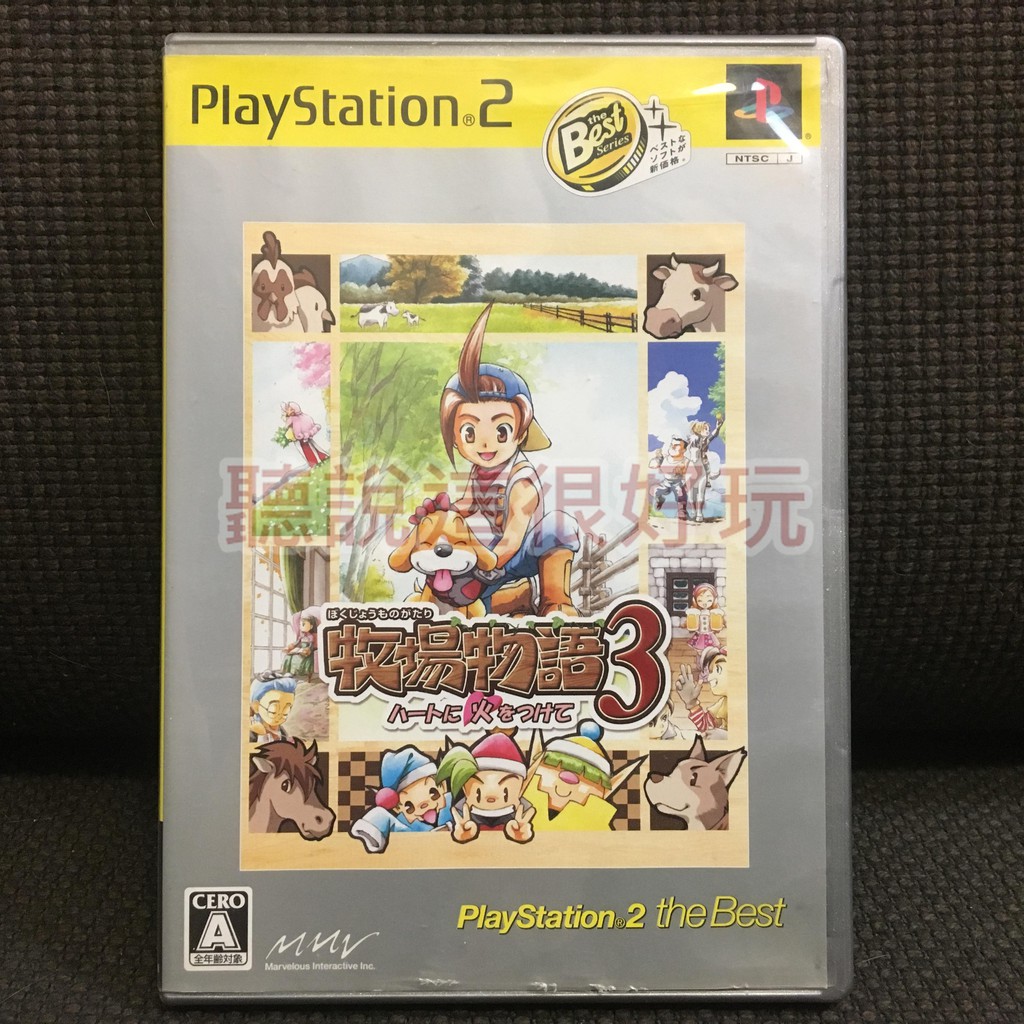 PlayStation®2
the
Best
Series
ベストな
ソフトが
新価格。
NTSC J
聽說這很好玩
ぼくじょうものがたり
牧場物語3
ハートに火をつけて
CERO
A
全年齢対象
MMV
Marvelous Interactive Inc.
PlayStation®2 the Best